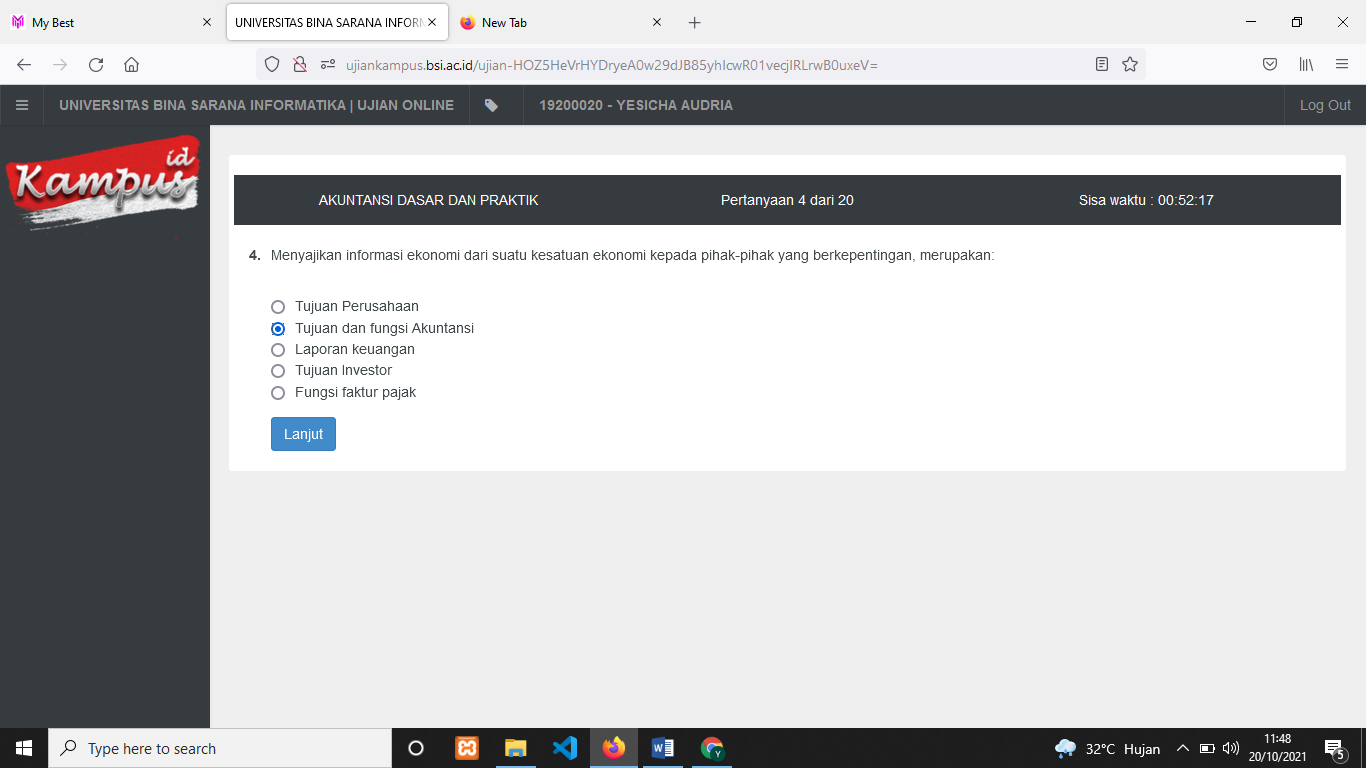 My Best
UNIVERSITAS BINA SARANA INFORM
New Tab
ujiankampus.bsi.ac.id/ujian-HOZ5HeVrHYDryeA0w29dJB85yhIcwR01vecjIRLrwB0uxeV=
UNIVERSITAS BINA SARANA INFORMATIKA | UJIAN ONLINE
19200020 - YESICHA AUDRIA
Log Out
Kampus id
AKUNTANSI DASAR DAN PRAKTIK
Pertanyaan 4 dari 20
Sisa waktu : 00:52:17
4. Menyajikan informasi ekonomi dari suatu kesatuan ekonomi kepada pihak-pihak yang berkepentingan, merupakan:
Tujuan Perusahaan
Tujuan dan fungsi Akuntansi
Laporan keuangan
Tujuan Investor
Fungsi faktur pajak
Lanjut
Type here to search
32°C Hujan
11:48
20/10/2021
5